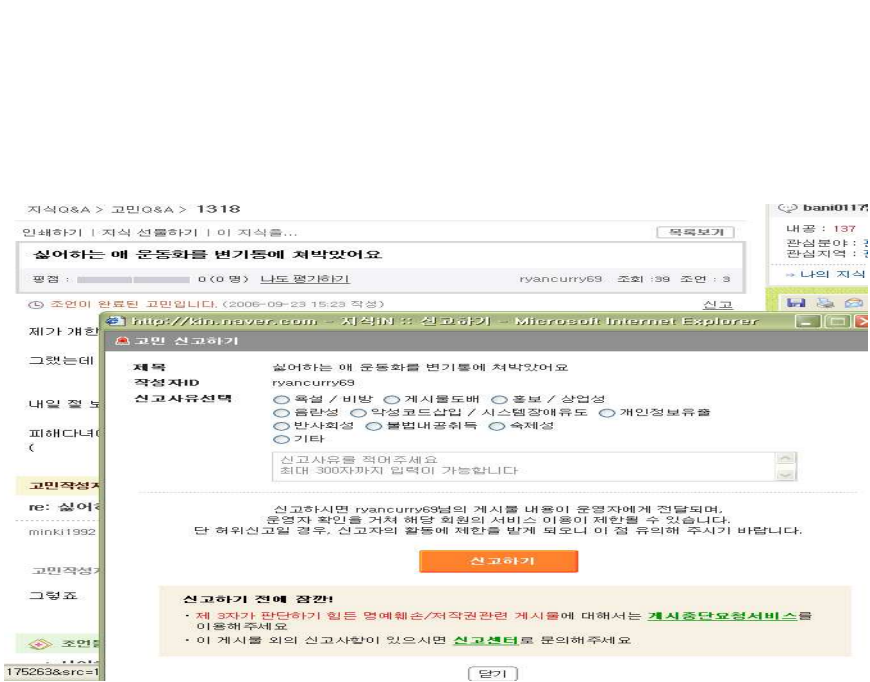 지식Q&A > 고민Q&A > 1318
bani0117
인쇄하기 | 지식 선물하기 | 이 지식을...
목록보기
내공 : 137
관심분야 :
관심지역 :
싫어하는 애 운동화를 변기통에 쳐박았어요
→ 나의 지식
평점 : 0 (0 명) 나도 평가하기 ryancurry69 조회 :39 조언 : 3
조언이 완료된 고민입니다. (2006-09-23 15:23 작성) 신고
제가 걔한
그랬는데
내일 절 보
피해다녀야
(
고민작성자
re: 싫어하
minki1992
고민작성자
그렇죠
조언들
175263&src=1
http://kin.naver.com - 지식iN :: 신고하기 - Microsoft Internet Explorer
고민 신고하기
제목 싫어하는 애 운동화를 변기통에 쳐박았어요
작성자ID ryancurry69
신고사유선택 욕설 / 비방 게시물도배 홍보 / 상업성
음란성 악성코드삽입 / 시스템장애유도 개인정보유출
반사회성 불법내공취득 숙제성
기타
신고사유를 적어주세요
최대 300자까지 입력이 가능합니다
신고하시면 ryancurry69님의 게시물 내용이 운영자에게 전달되며,
운영자 확인을 거쳐 해당 회원의 서비스 이용이 제한될 수 있습니다.
단 허위신고일 경우, 신고자의 활동에 제한을 받게 되오니 이 점 유의해 주시기 바랍니다.
신고하기
신고하기 전에 잠깐!
· 제 3자가 판단하기 힘든 명예훼손/저작권관련 게시물에 대해서는 게시중단요청서비스를
이용해주세요
· 이 게시물 외의 신고사항이 있으시면 신고센터로 문의해주세요
닫기